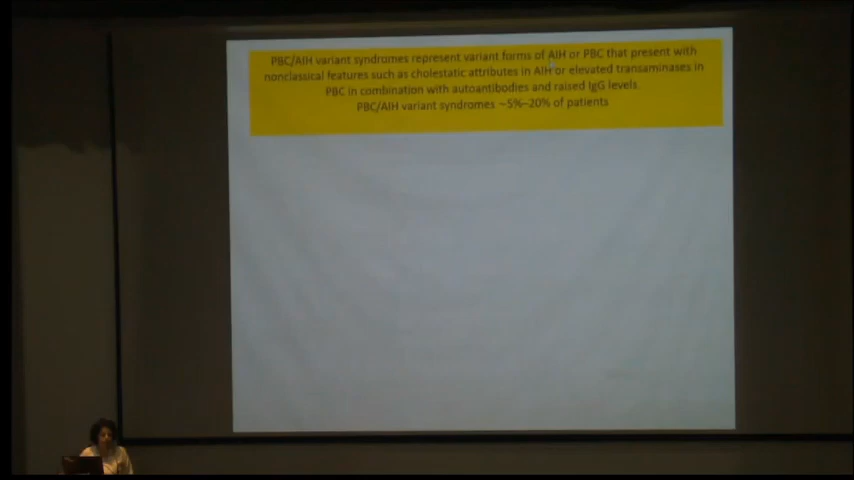 PBC/AIH variant syndromes represent variant forms of AIH or PBC that present with
nonclassical features such as cholestatic attributes in AIH or elevated transaminases in
PBC in combination with autoantibodies and raised IgG levels.
PBC/AIH variant syndromes ~5%–20% of patients